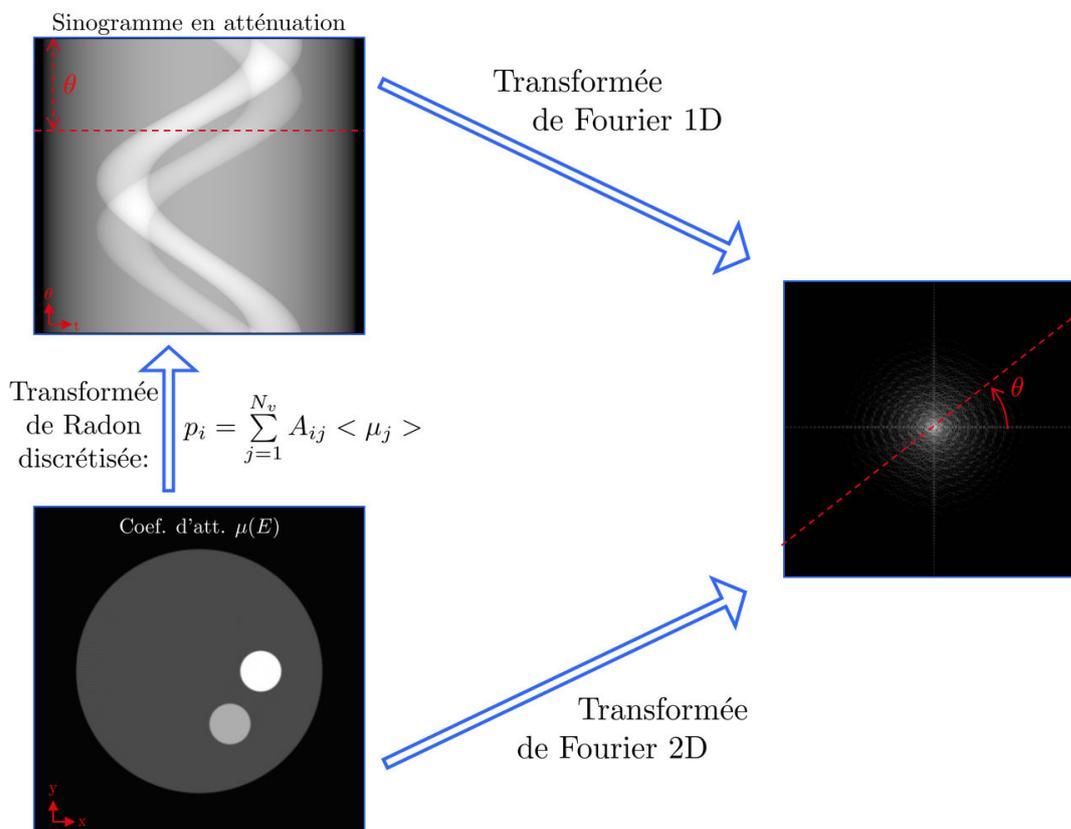 Sinogramme en atténuation
θ
θ
t
Transformée
de Fourier 1D
Transformée
de Radon
discrétisée:
p_i = \sum_{j=1}^{N_v} A_{ij} < μ_j >
θ
Coef. d'att. μ(E)
y
x
Transformée
de Fourier 2D